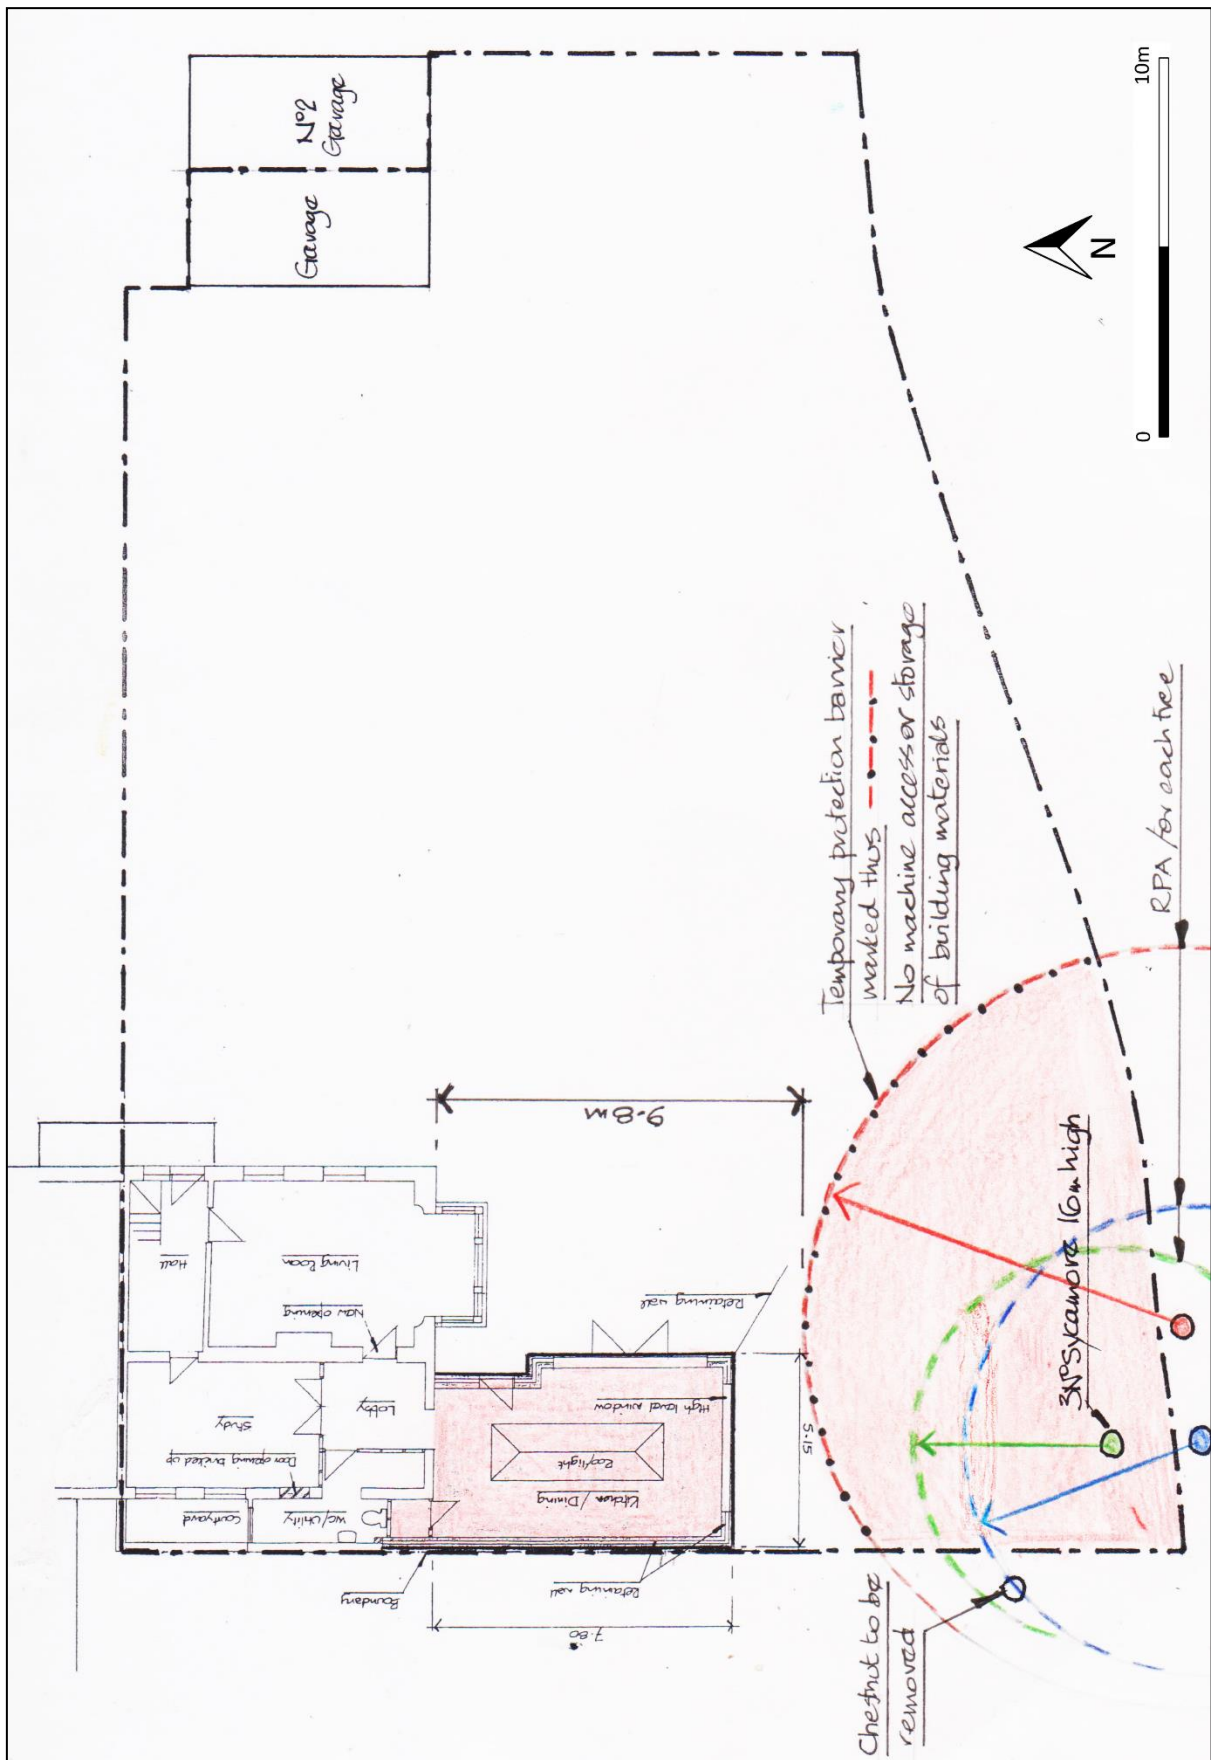 Nº2
Garage
Garage
10m
0
N
Temporary protection barrier
marked thus
No machine access or storage
of building materials
RPA for each tree
3NºSycamore 16m high
Chestnut to be
removed
9.8m
Hall
Living Room
New opening
Study
Lobby
Door opening bricked up
Courtyard
WC/Utility
Boundary
Retaining wall
Retaining wall
High level window
Rooflight
Kitchen / Dining
5.15
7.80